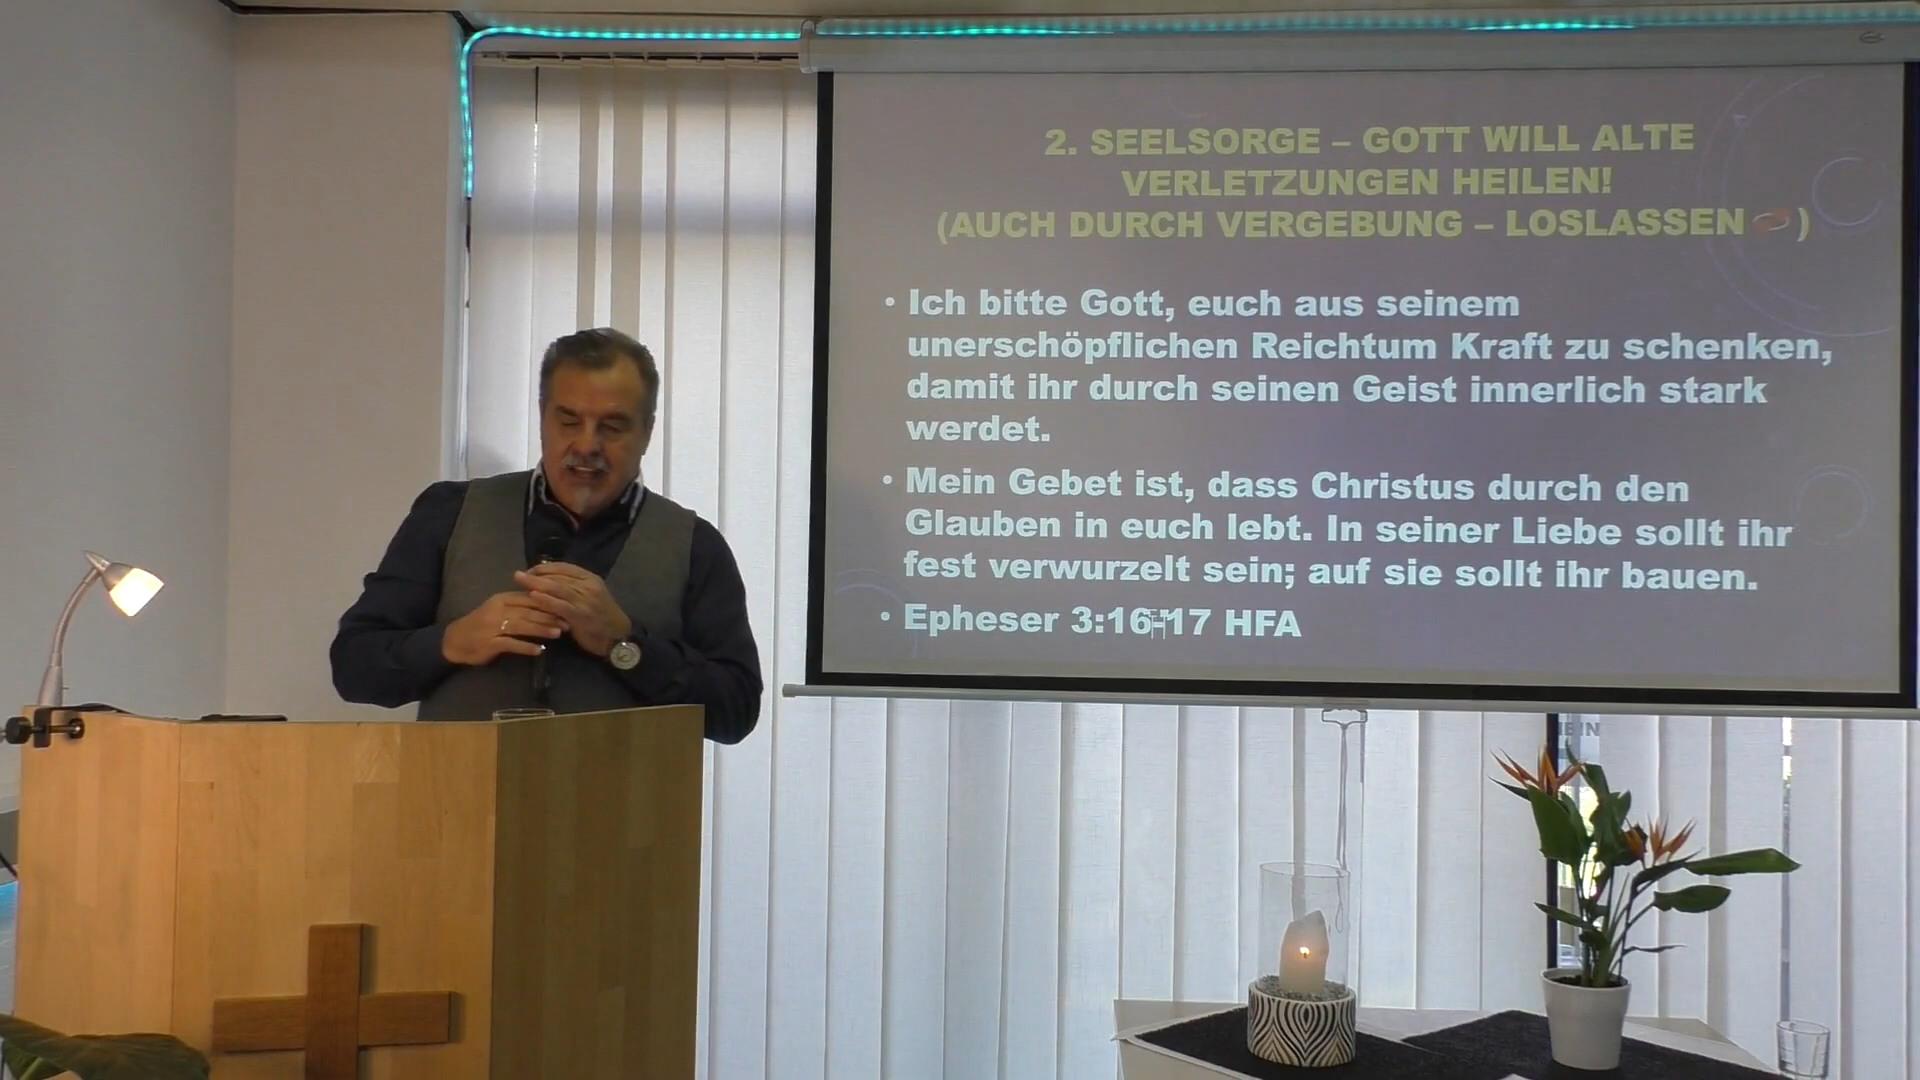 2. SEELSORGE – GOTT WILL ALTE
VERLETZUNGEN HEILEN!
(AUCH DURCH VERGEBUNG – LOSLASSEN )
• Ich bitte Gott, euch aus seinem
unerschöpflichen Reichtum Kraft zu schenken,
damit ihr durch seinen Geist innerlich stark
werdet.
• Mein Gebet ist, dass Christus durch den
Glauben in euch lebt. In seiner Liebe sollt ihr
fest verwurzelt sein; auf sie sollt ihr bauen.
• Epheser 3:16-17 HFA